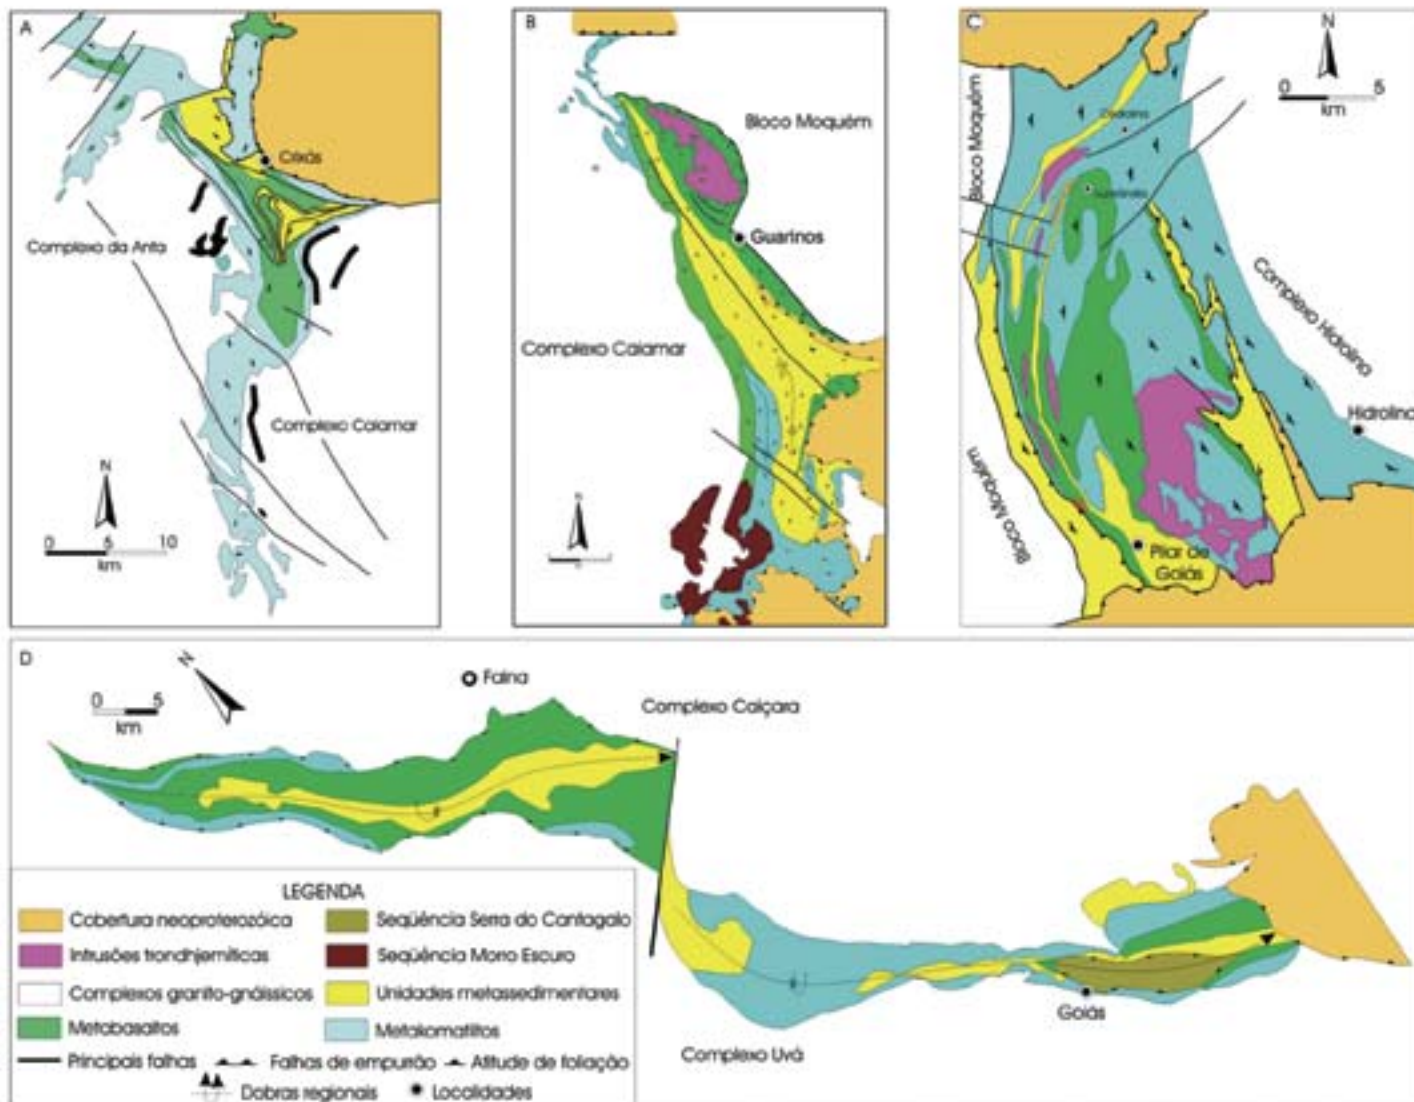 A
Crixás
Complexo da Anta
Complexo Caiamar
N
0 5 10
km
B
Bloco Moquém
Guarinos
Complexo Caiamar
N
C
N
0 5
km
Bloco Moquém
Complexo Hidrolina
Hidrolina
Bloco Moquém
Pilar de
Goiás
D
N
0 5
km
Faina
Complexo Caiçara
Goiás
Complexo Uvá
LEGENDA
Cobertura neoproterozóica
Seqüência Serra do Cantagalo
Intrusões trondhjemíticas
Seqüência Morro Escuro
Complexos granito-gnáissicos
Unidades metassedimentares
Metabasaltos
Metakomatiitos
Principais falhas
Falhas de empurrão
Atitude de foliação
Dobras regionais
Localidades